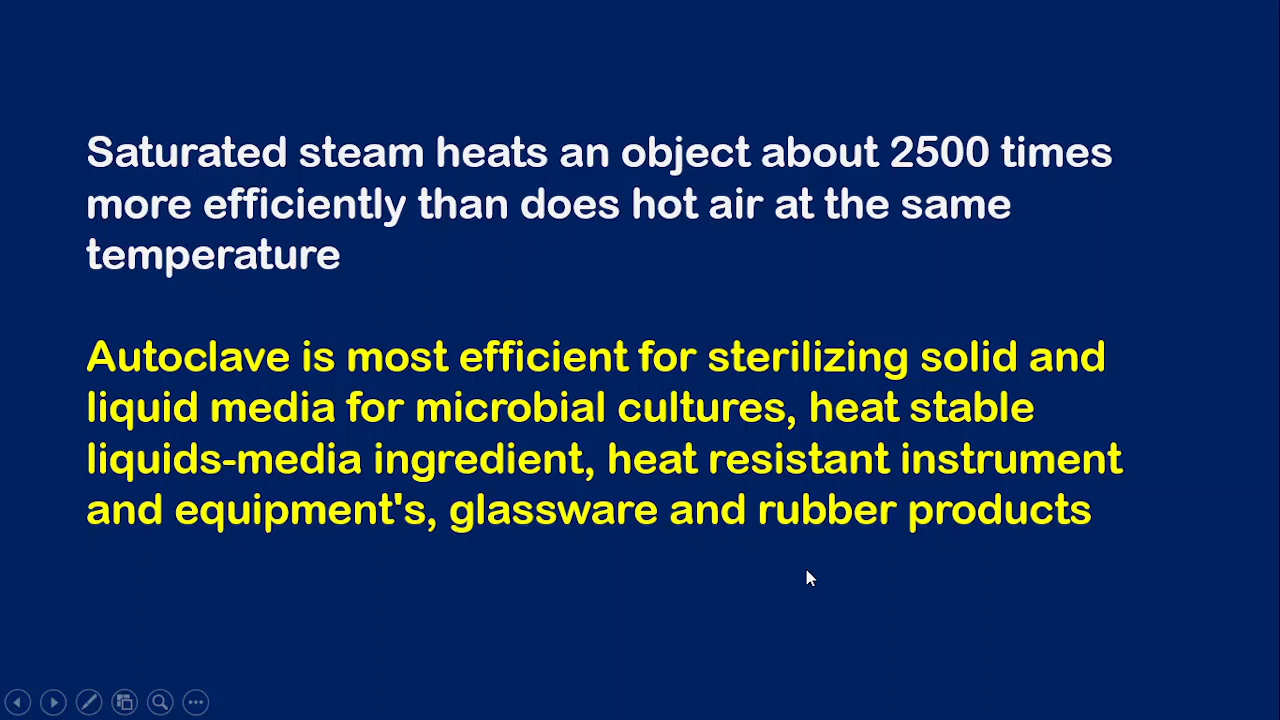 Saturated steam heats an object about 2500 times
more efficiently than does hot air at the same
temperature
Autoclave is most efficient for sterilizing solid and
liquid media for microbial cultures, heat stable
liquids-media ingredient, heat resistant instrument
and equipment's, glassware and rubber products